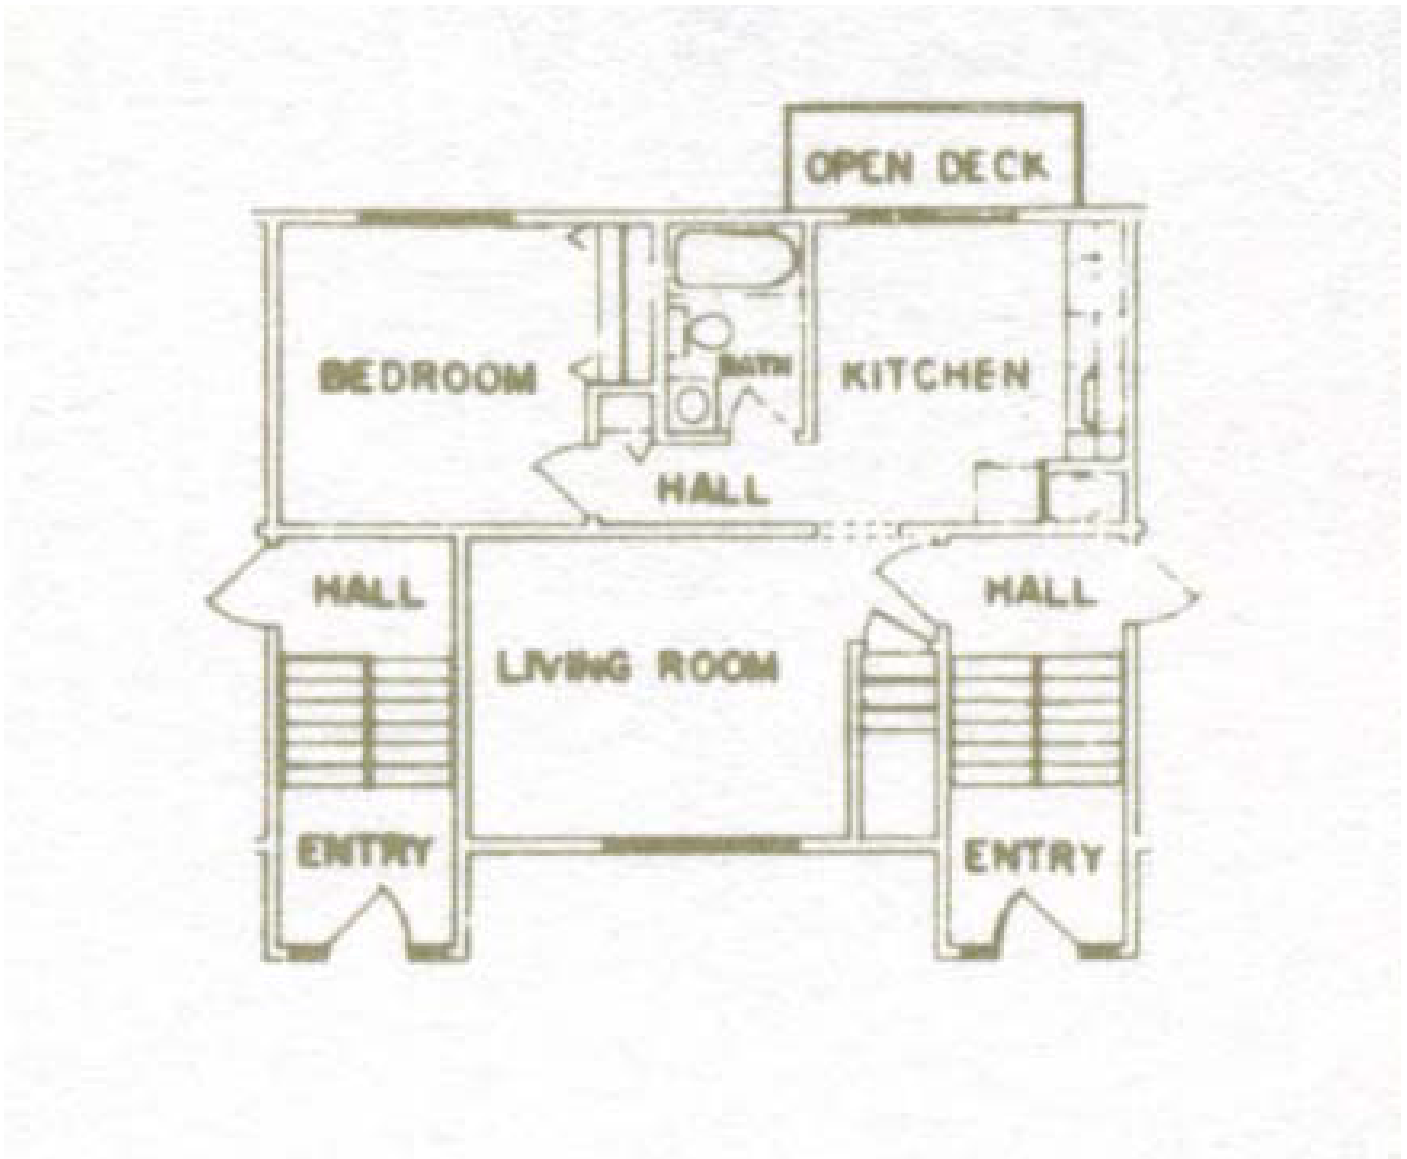 OPEN DECK
BEDROOM
BATH
KITCHEN
HALL
HALL
HALL
LIVING ROOM
ENTRY
ENTRY